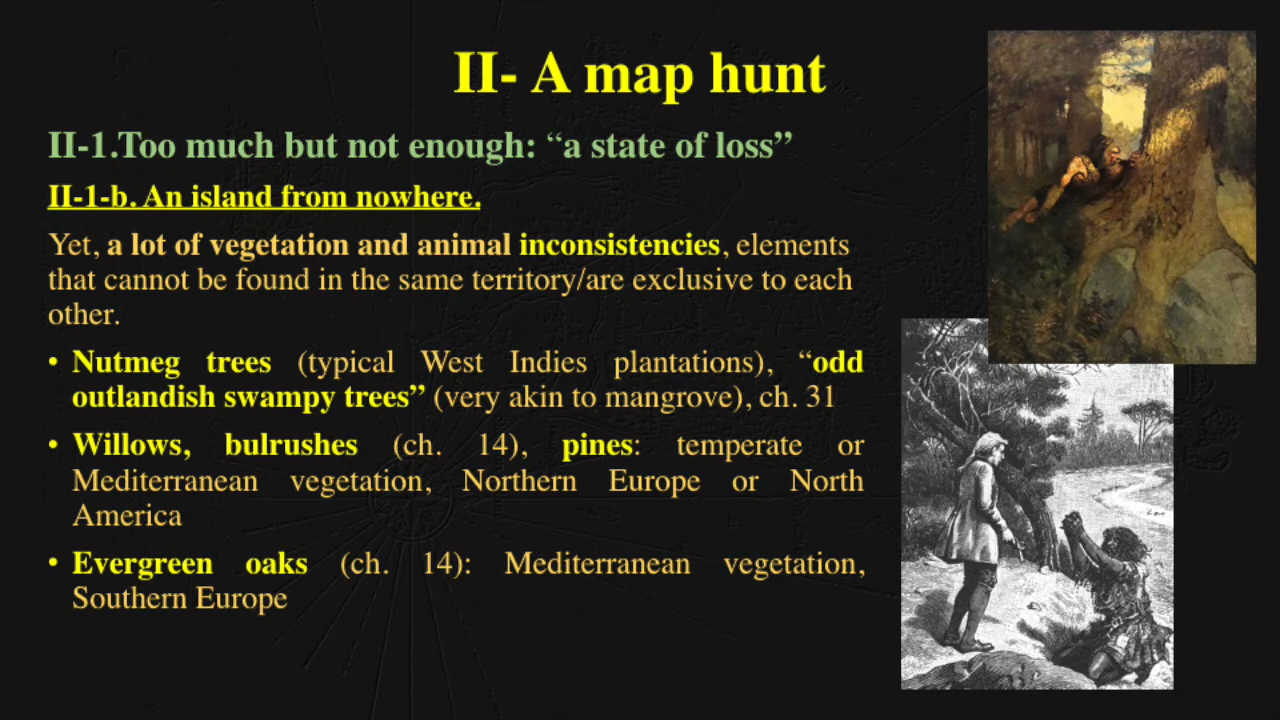 II- A map hunt
II-1.Too much but not enough: “a state of loss”
II-1-b. An island from nowhere.
Yet, a lot of vegetation and animal inconsistencies, elements
that cannot be found in the same territory/are exclusive to each
other.
• Nutmeg trees (typical West Indies plantations), “odd
outlandish swampy trees” (very akin to mangrove), ch. 31
• Willows, bulrushes (ch. 14), pines: temperate or
Mediterranean vegetation, Northern Europe or North
America
• Evergreen oaks (ch. 14): Mediterranean vegetation,
Southern Europe